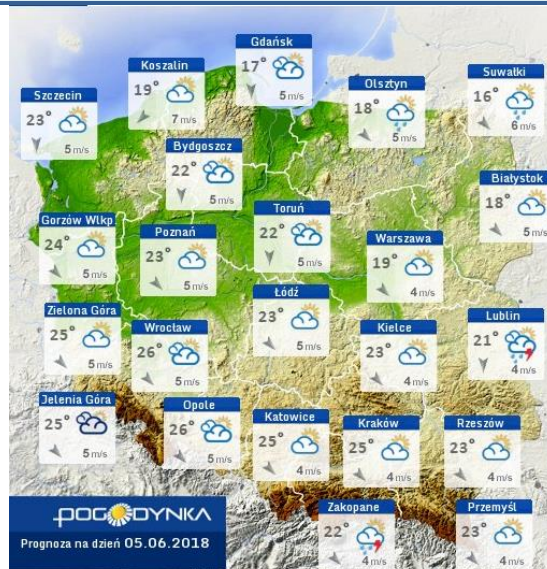 Gdańsk
17°
5 m/s
Koszalin
19°
7 m/s
Olsztyn
18°
5 m/s
Suwałki
16°
6 m/s
Szczecin
23°
5 m/s
Bydgoszcz
22°
5 m/s
Białystok
18°
5 m/s
Gorzów Wlkp
24°
5 m/s
Poznań
23°
5 m/s
Toruń
22°
5 m/s
Warszawa
19°
4 m/s
Zielona Góra
25°
5 m/s
Wrocław
26°
5 m/s
Łódź
23°
5 m/s
Kielce
23°
4 m/s
Lublin
21°
4 m/s
Jelenia Góra
25°
5 m/s
Opole
26°
5 m/s
Katowice
25°
4 m/s
Kraków
25°
4 m/s
Rzeszów
23°
4 m/s
Zakopane
22°
4 m/s
Przemyśl
23°
4 m/s
POGODYNKA
Prognoza na dzień 05.06.2018